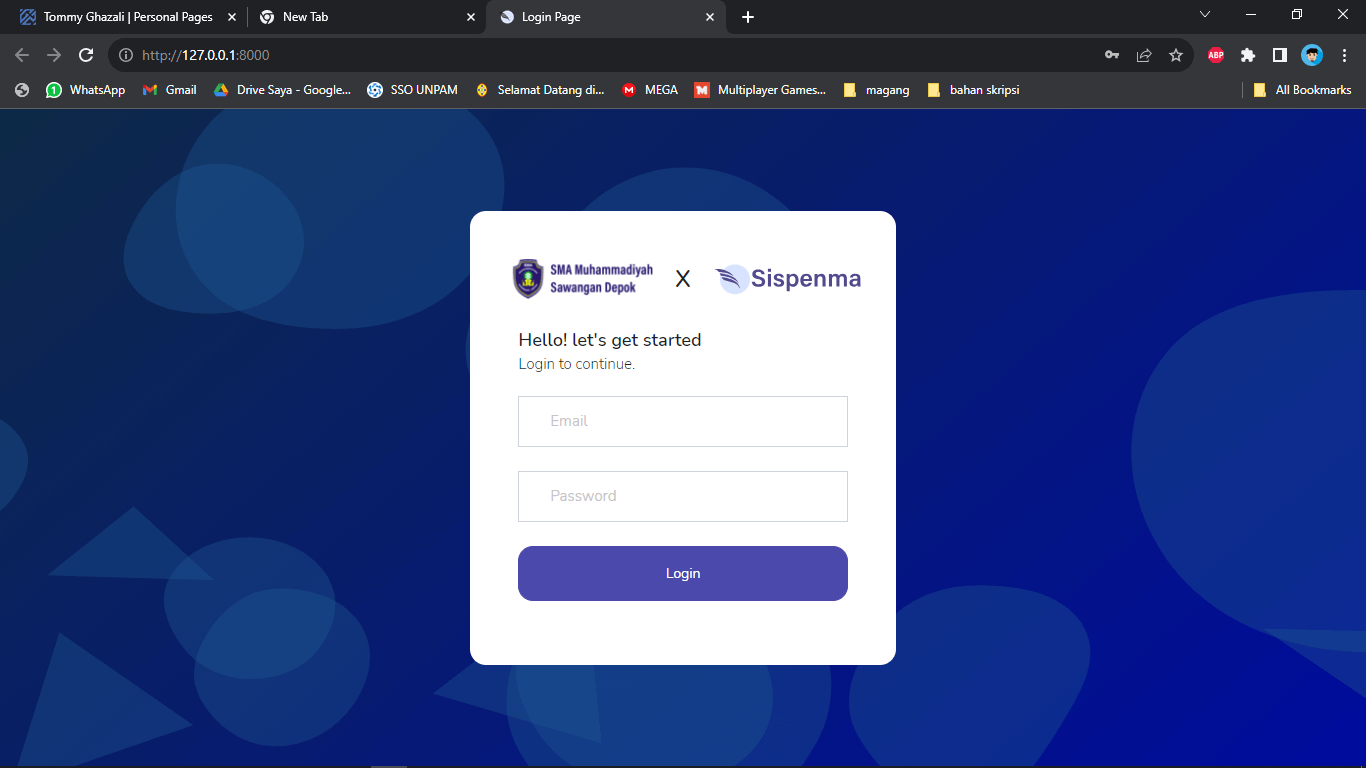 Tommy Ghazali | Personal Pages
New Tab
Login Page
http://127.0.0.1:8000
ABP
1 WhatsApp
Gmail
Drive Saya - Google...
SSO UNPAM
Selamat Datang di...
M MEGA
M Multiplayer Games...
magang
bahan skripsi
All Bookmarks
SMA Muhammadiyah
Sawangan Depok
X
Sispenma
Hello! let's get started
Login to continue.
Email
Password
Login